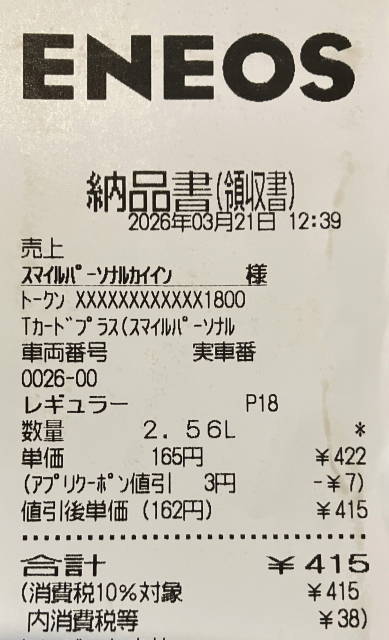 ENEOS
納品書(領収書)
2026年03月21日 12:39
売上
スマイルパーソナルカイイン 様
トークン XXXXXXXXXXXX1800
Tカードプラス(スマイルパーソナル
車両番号 実車番
0026-00
レギュラー P18
数量 2.56L *
単価 165円 ¥422
(アプリクーポン値引 3円 -¥7)
値引後単価 (162円) ¥415
合計 ¥415
(消費税10%対象 ¥415
内消費税等 ¥38)